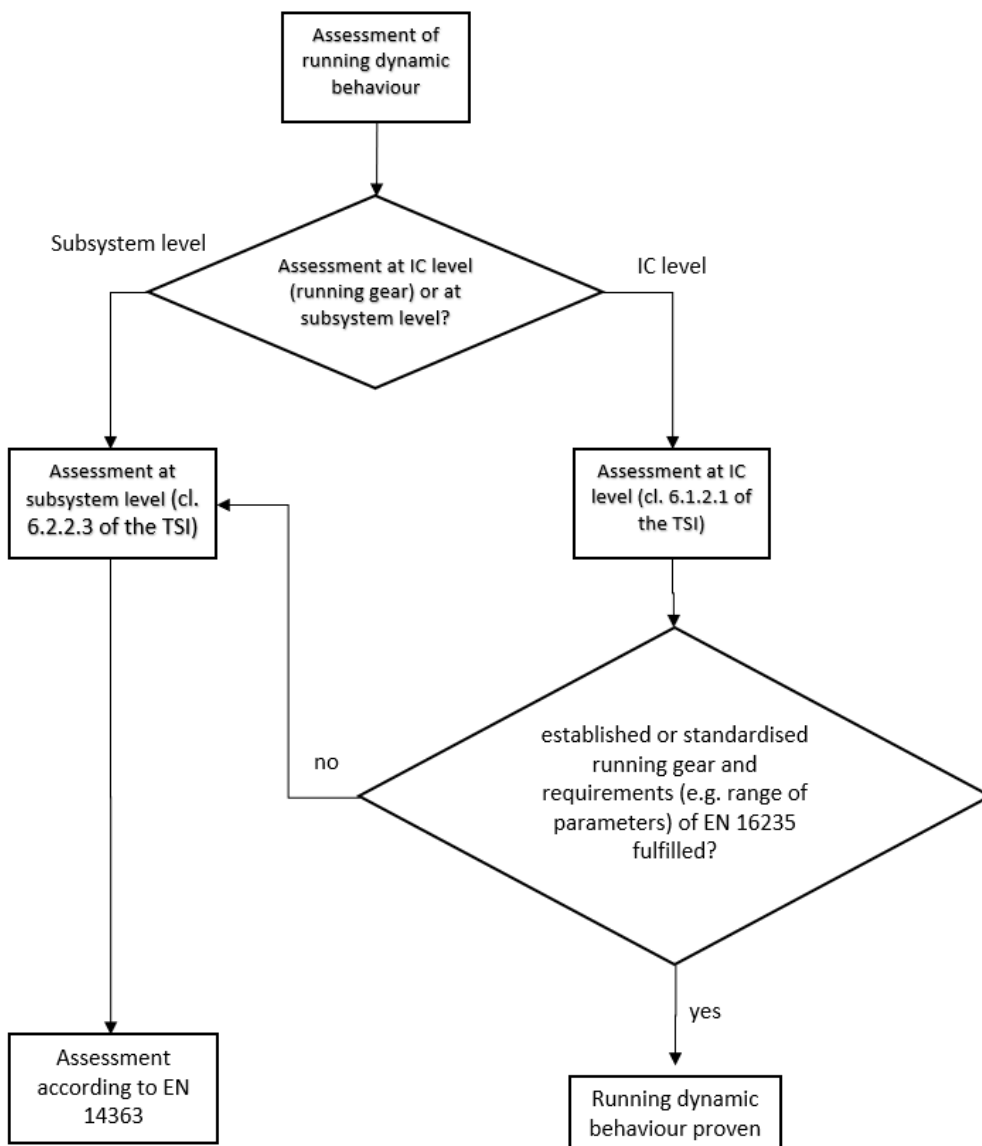 Assessment of
running dynamic
behaviour
Subsystem level
Assessment at IC level
(running gear) or at
subsystem level?
IC level
Assessment at
subsystem level (cl.
6.2.2.3 of the TSI)
Assessment at IC
level (cl. 6.1.2.1 of
the TSI)
no
established or standardised
running gear and
requirements (e.g. range of
parameters) of EN 16235
fulfilled?
yes
Assessment
according to EN
14363
Running dynamic
behaviour proven